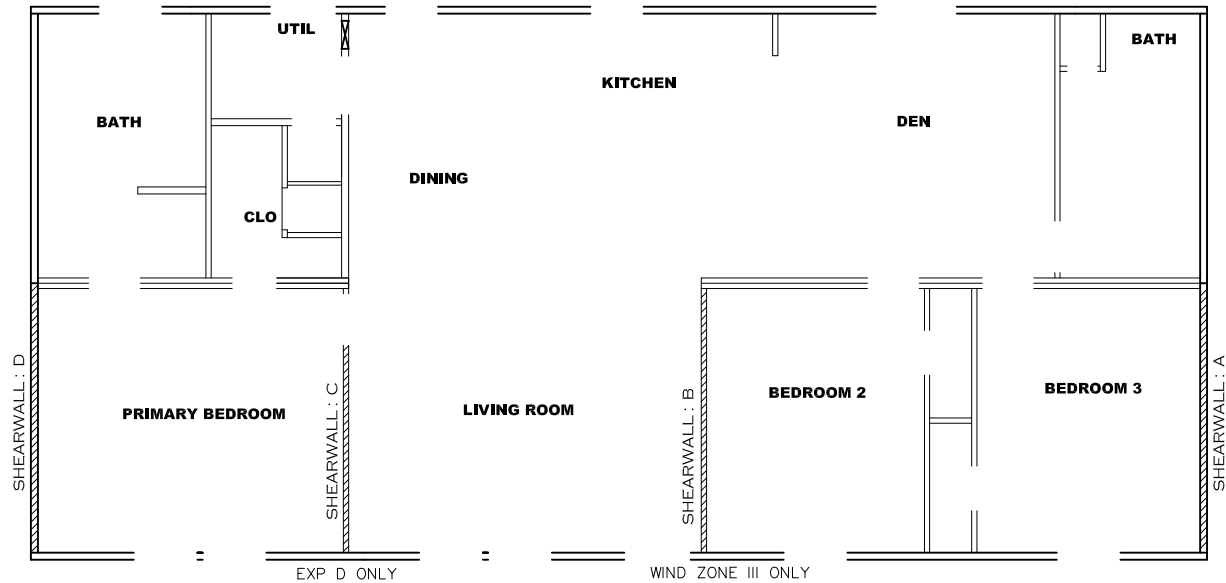 UTIL
BATH
KITCHEN
BATH
DEN
DINING
CLO
SHEARWALL: D
PRIMARY BEDROOM
SHEARWALL: C
LIVING ROOM
SHEARWALL: B
BEDROOM 2
BEDROOM 3
SHEARWALL: A
EXP D ONLY
WIND ZONE III ONLY